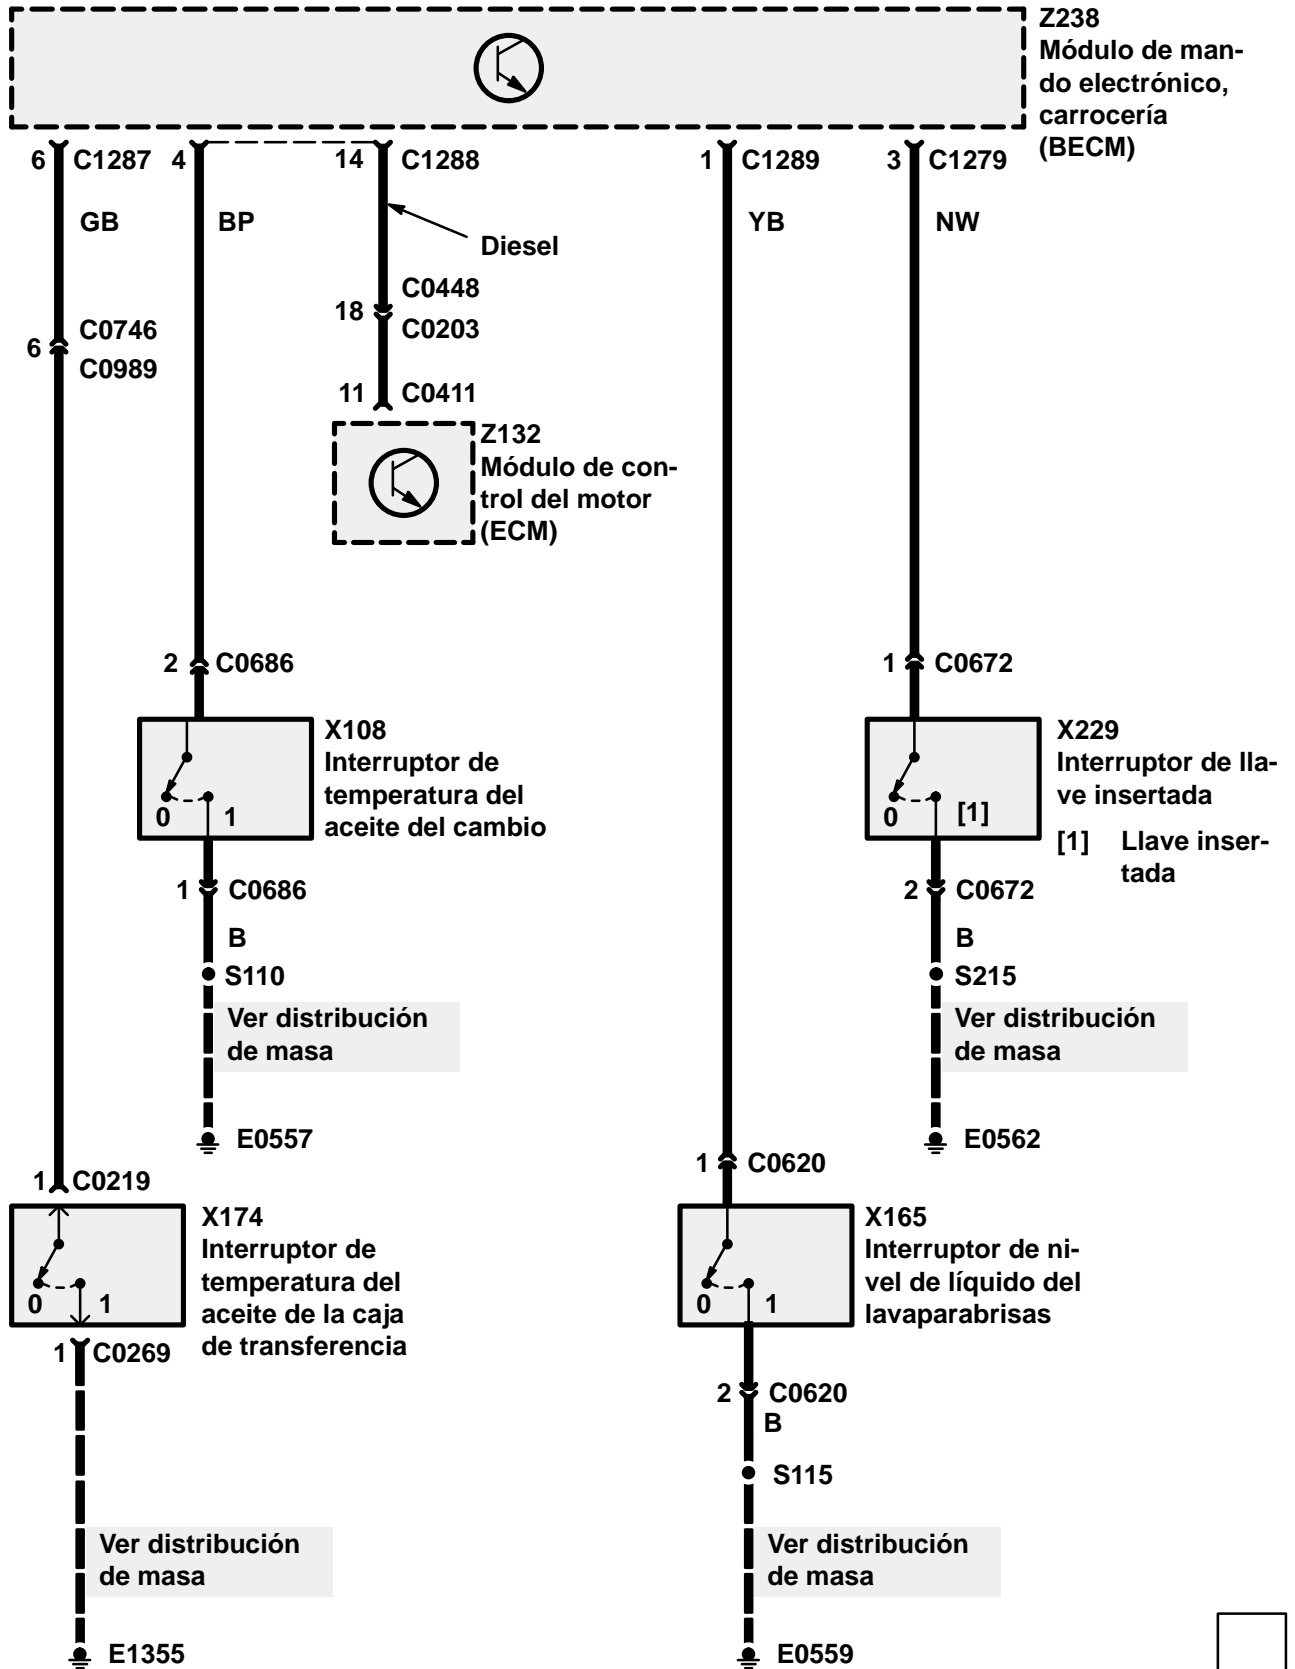 Z238
Módulo de man-
do electrónico,
carrocería
(BECM)
6 C1287 4 14 C1288 1 C1289 3 C1279
GB BP YB NW
Diesel
C0448
18
C0203
C0746
6
C0989
11 C0411
Z132
Módulo de con-
trol del motor
(ECM)
2 C0686
1 C0672
X108
Interruptor de
temperatura del
aceite del cambio
0 1
X229
Interruptor de lla-
ve insertada
[1] Llave inser-
tada
0 [1]
1 C0686
B
S110
Ver distribución
de masa
E0557
2 C0672
B
S215
Ver distribución
de masa
E0562
1 C0219
X174
Interruptor de
temperatura del
aceite de la caja
de transferencia
0 1
1 C0269
Ver distribución
de masa
E1355
1 C0620
X165
Interruptor de ni-
vel de líquido del
lavaparabrisas
0 1
2 C0620
B
S115
Ver distribución
de masa
E0559